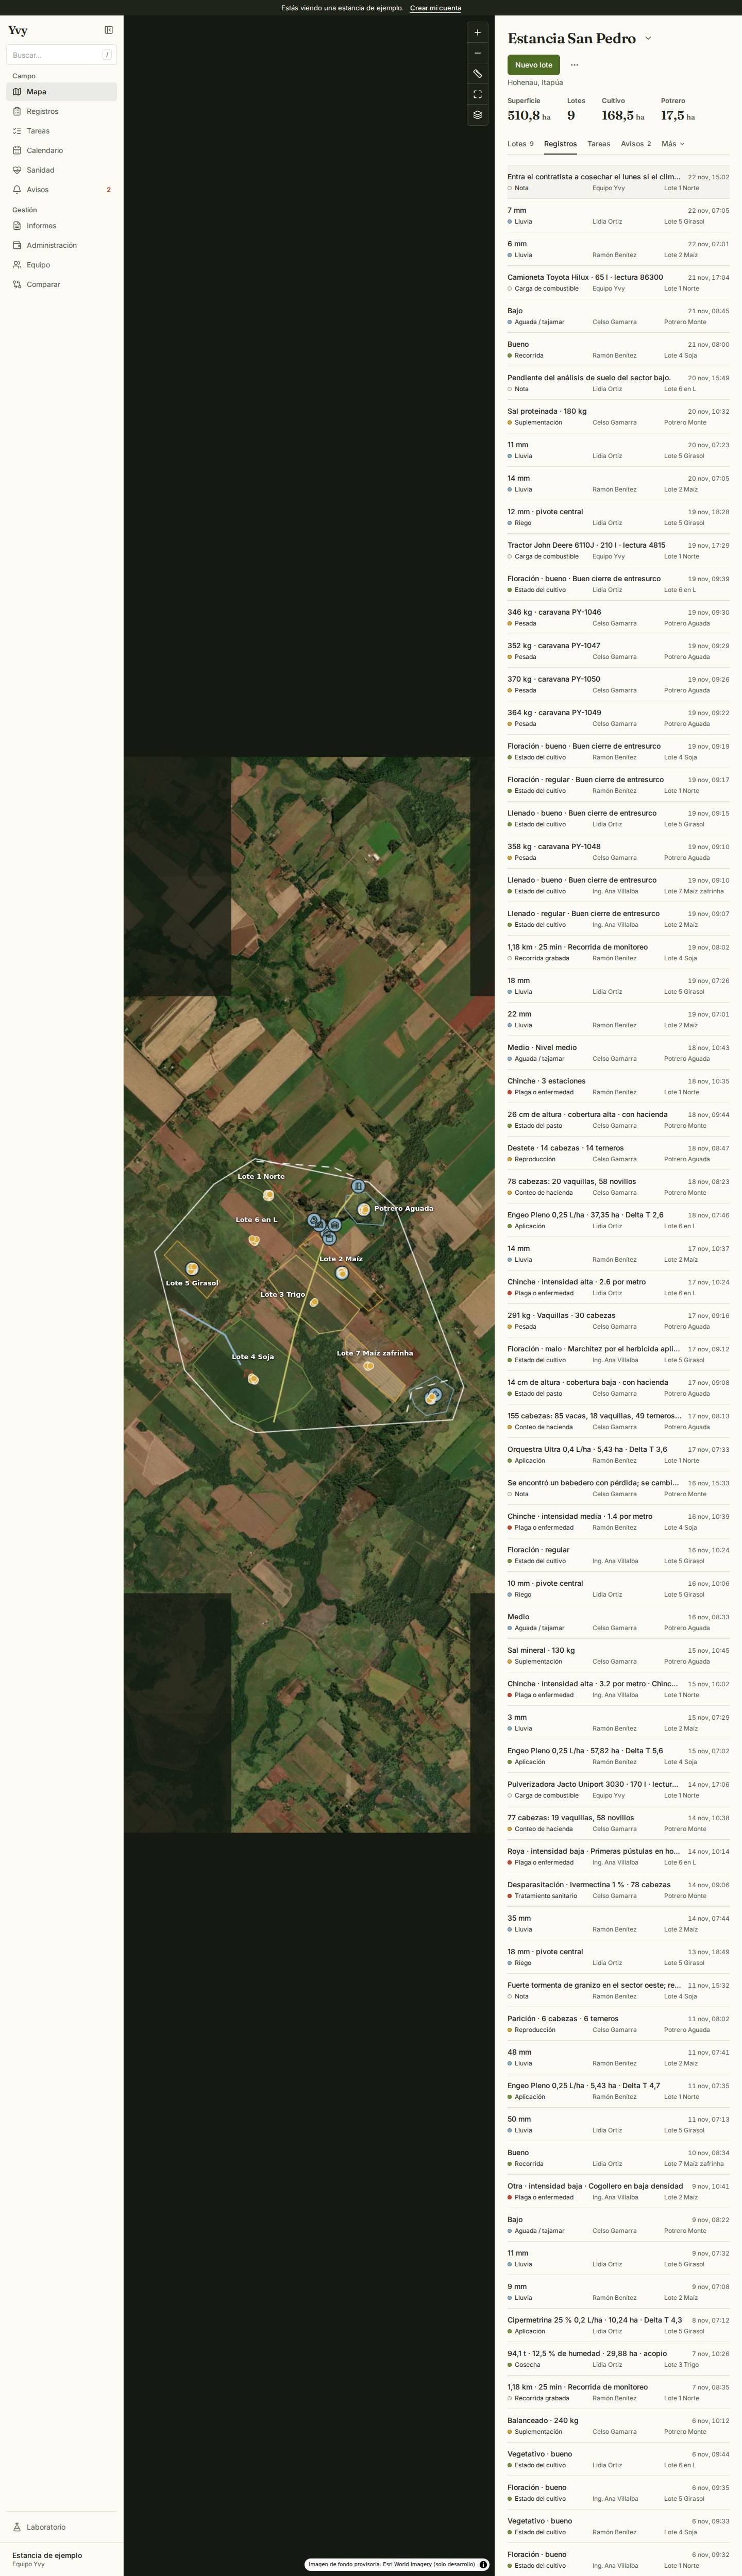 Estás viendo una estancia de ejemplo. Crear mi cuenta
Yvy
Buscar... /
Campo
Mapa
Registros
Tareas
Calendario
Sanidad
Avisos 2
Gestión
Informes
Administración
Equipo
Comparar
Laboratorio
Estancia de ejemplo
Equipo Yvy
Lote 1 Norte
Potrero Aguada
Lote 6 en L
Lote 2 Maíz
Lote 5 Girasol
Lote 3 Trigo
Lote 7 Maíz zafrinha
Lote 4 Soja
Imagen de fondo provisoria: Esri World Imagery (solo desarrollo)
Estancia San Pedro
Nuevo lote
Hohenau, Itapúa
Superficie Lotes Cultivo Potrero
510,8 ha 9 168,5 ha 17,5 ha
Lotes 9 Registros Tareas Avisos 2 Más
Entra el contratista a cosechar el lunes si el clim... 22 nov, 15:02
Nota Equipo Yvy Lote 1 Norte
7 mm 22 nov, 07:05
Lluvia Lidia Ortiz Lote 5 Girasol
6 mm 22 nov, 07:01
Lluvia Ramón Benítez Lote 2 Maíz
Camioneta Toyota Hilux · 65 l · lectura 86300 21 nov, 17:04
Carga de combustible Equipo Yvy Lote 1 Norte
Bajo 21 nov, 08:45
Aguada / tajamar Celso Gamarra Potrero Monte
Bueno 21 nov, 08:00
Recorrida Ramón Benítez Lote 4 Soja
Pendiente del análisis de suelo del sector bajo. 20 nov, 15:49
Nota Lidia Ortiz Lote 6 en L
Sal proteinada · 180 kg 20 nov, 10:32
Suplementación Celso Gamarra Potrero Monte
11 mm 20 nov, 07:23
Lluvia Lidia Ortiz Lote 5 Girasol
14 mm 20 nov, 07:05
Lluvia Ramón Benítez Lote 2 Maíz
12 mm · pivote central 19 nov, 18:28
Riego Lidia Ortiz Lote 5 Girasol
Tractor John Deere 6110J · 210 l · lectura 4815 19 nov, 17:29
Carga de combustible Equipo Yvy Lote 1 Norte
Floración · bueno · Buen cierre de entresurco 19 nov, 09:39
Estado del cultivo Lidia Ortiz Lote 6 en L
346 kg · caravana PY-1046 19 nov, 09:30
Pesada Celso Gamarra Potrero Aguada
352 kg · caravana PY-1047 19 nov, 09:29
Pesada Celso Gamarra Potrero Aguada
370 kg · caravana PY-1050 19 nov, 09:26
Pesada Celso Gamarra Potrero Aguada
364 kg · caravana PY-1049 19 nov, 09:22
Pesada Celso Gamarra Potrero Aguada
Floración · bueno · Buen cierre de entresurco 19 nov, 09:19
Estado del cultivo Ramón Benítez Lote 4 Soja
Floración · regular · Buen cierre de entresurco 19 nov, 09:17
Estado del cultivo Ramón Benítez Lote 1 Norte
Llenado · bueno · Buen cierre de entresurco 19 nov, 09:15
Estado del cultivo Lidia Ortiz Lote 5 Girasol
358 kg · caravana PY-1048 19 nov, 09:10
Pesada Celso Gamarra Potrero Aguada
Llenado · bueno · Buen cierre de entresurco 19 nov, 09:10
Estado del cultivo Ing. Ana Villalba Lote 7 Maíz zafrinha
Llenado · regular · Buen cierre de entresurco 19 nov, 09:07
Estado del cultivo Ing. Ana Villalba Lote 2 Maíz
1,18 km · 25 min · Recorrida de monitoreo 19 nov, 08:02
Recorrida grabada Ramón Benítez Lote 4 Soja
18 mm 19 nov, 07:26
Lluvia Lidia Ortiz Lote 5 Girasol
22 mm 19 nov, 07:01
Lluvia Ramón Benítez Lote 2 Maíz
Medio · Nivel medio 18 nov, 10:43
Aguada / tajamar Celso Gamarra Potrero Aguada
Chinche · 3 estaciones 18 nov, 10:35
Plaga o enfermedad Ramón Benítez Lote 1 Norte
26 cm de altura · cobertura alta · con hacienda 18 nov, 09:44
Estado del pasto Celso Gamarra Potrero Monte
Destete · 14 cabezas · 14 terneros 18 nov, 08:47
Reproducción Celso Gamarra Potrero Aguada
78 cabezas: 20 vaquillas, 58 novillos 18 nov, 08:23
Conteo de hacienda Celso Gamarra Potrero Monte
Engeo Pleno 0,25 L/ha · 37,35 ha · Delta T 2,6 18 nov, 07:46
Aplicación Lidia Ortiz Lote 6 en L
14 mm 17 nov, 10:37
Lluvia Ramón Benítez Lote 2 Maíz
Chinche · intensidad alta · 2.6 por metro 17 nov, 10:24
Plaga o enfermedad Lidia Ortiz Lote 6 en L
291 kg · Vaquillas · 30 cabezas 17 nov, 09:16
Pesada Celso Gamarra Potrero Aguada
Floración · malo · Marchitez por el herbicida apli... 17 nov, 09:12
Estado del cultivo Ing. Ana Villalba Lote 5 Girasol
14 cm de altura · cobertura baja · con hacienda 17 nov, 09:08
Estado del pasto Celso Gamarra Potrero Aguada
155 cabezas: 85 vacas, 18 vaquillas, 49 terneros... 17 nov, 08:13
Conteo de hacienda Celso Gamarra Potrero Aguada
Orquestra Ultra 0,4 L/ha · 5,43 ha · Delta T 3,6 17 nov, 07:33
Aplicación Ramón Benítez Lote 1 Norte
Se encontró un bebedero con pérdida; se cambi... 16 nov, 15:33
Nota Celso Gamarra Potrero Monte
Chinche · intensidad media · 1.4 por metro 16 nov, 10:39
Plaga o enfermedad Ramón Benítez Lote 4 Soja
Floración · regular 16 nov, 10:24
Estado del cultivo Ing. Ana Villalba Lote 5 Girasol
10 mm · pivote central 16 nov, 10:06
Riego Lidia Ortiz Lote 5 Girasol
Medio 16 nov, 08:33
Aguada / tajamar Celso Gamarra Potrero Aguada
Sal mineral · 130 kg 15 nov, 10:45
Suplementación Celso Gamarra Potrero Aguada
Chinche · intensidad alta · 3.2 por metro · Chinc... 15 nov, 10:02
Plaga o enfermedad Ing. Ana Villalba Lote 1 Norte
3 mm 15 nov, 07:29
Lluvia Ramón Benítez Lote 2 Maíz
Engeo Pleno 0,25 L/ha · 57,82 ha · Delta T 5,6 15 nov, 07:02
Aplicación Ramón Benítez Lote 4 Soja
Pulverizadora Jacto Uniport 3030 · 170 l · lectur... 14 nov, 17:06
Carga de combustible Equipo Yvy Lote 1 Norte
77 cabezas: 19 vaquillas, 58 novillos 14 nov, 10:38
Conteo de hacienda Celso Gamarra Potrero Monte
Roya · intensidad baja · Primeras pústulas en ho... 14 nov, 10:14
Plaga o enfermedad Ing. Ana Villalba Lote 6 en L
Desparasitación · Ivermectina 1 % · 78 cabezas 14 nov, 09:06
Tratamiento sanitario Celso Gamarra Potrero Monte
35 mm 14 nov, 07:44
Lluvia Ramón Benítez Lote 2 Maíz
18 mm · pivote central 13 nov, 18:49
Riego Lidia Ortiz Lote 5 Girasol
Fuerte tormenta de granizo en el sector oeste; re... 11 nov, 15:32
Nota Ramón Benítez Lote 4 Soja
Parición · 6 cabezas · 6 terneros 11 nov, 08:02
Reproducción Celso Gamarra Potrero Aguada
48 mm 11 nov, 07:41
Lluvia Ramón Benítez Lote 2 Maíz
Engeo Pleno 0,25 L/ha · 5,43 ha · Delta T 4,7 11 nov, 07:35
Aplicación Ramón Benítez Lote 1 Norte
50 mm 11 nov, 07:13
Lluvia Lidia Ortiz Lote 5 Girasol
Bueno 10 nov, 08:34
Recorrida Lidia Ortiz Lote 7 Maíz zafrinha
Otra · intensidad baja · Cogollero en baja densidad 9 nov, 10:41
Plaga o enfermedad Ing. Ana Villalba Lote 2 Maíz
Bajo 9 nov, 08:22
Aguada / tajamar Celso Gamarra Potrero Monte
11 mm 9 nov, 07:32
Lluvia Lidia Ortiz Lote 5 Girasol
9 mm 9 nov, 07:08
Lluvia Ramón Benítez Lote 2 Maíz
Cipermetrina 25 % 0,2 L/ha · 10,24 ha · Delta T 4,3 8 nov, 07:12
Aplicación Lidia Ortiz Lote 5 Girasol
94,1 t · 12,5 % de humedad · 29,88 ha · acopio 7 nov, 10:26
Cosecha Lidia Ortiz Lote 3 Trigo
1,18 km · 25 min · Recorrida de monitoreo 7 nov, 08:35
Recorrida grabada Ramón Benítez Lote 1 Norte
Balanceado · 240 kg 6 nov, 10:12
Suplementación Celso Gamarra Potrero Monte
Vegetativo · bueno 6 nov, 09:44
Estado del cultivo Lidia Ortiz Lote 6 en L
Floración · bueno 6 nov, 09:35
Estado del cultivo Ing. Ana Villalba Lote 5 Girasol
Vegetativo · bueno 6 nov, 09:33
Estado del cultivo Ramón Benítez Lote 4 Soja
Floración · bueno 6 nov, 09:32
Estado del cultivo Ing. Ana Villalba Lote 1 Norte